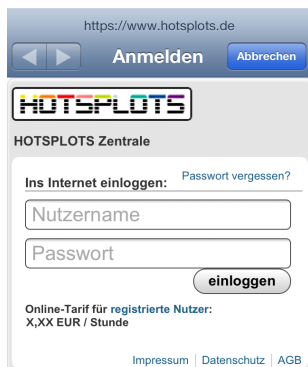 https://www.hotsplots.de
Anmelden
Abbrechen
HOTSPLOTS
HOTSPLOTS Zentrale
Ins Internet einloggen:
Passwort vergessen?
Nutzername
Passwort
einloggen
Online-Tarif für registrierte Nutzer:
X,XX EUR / Stunde
Impressum | Datenschutz | AGB